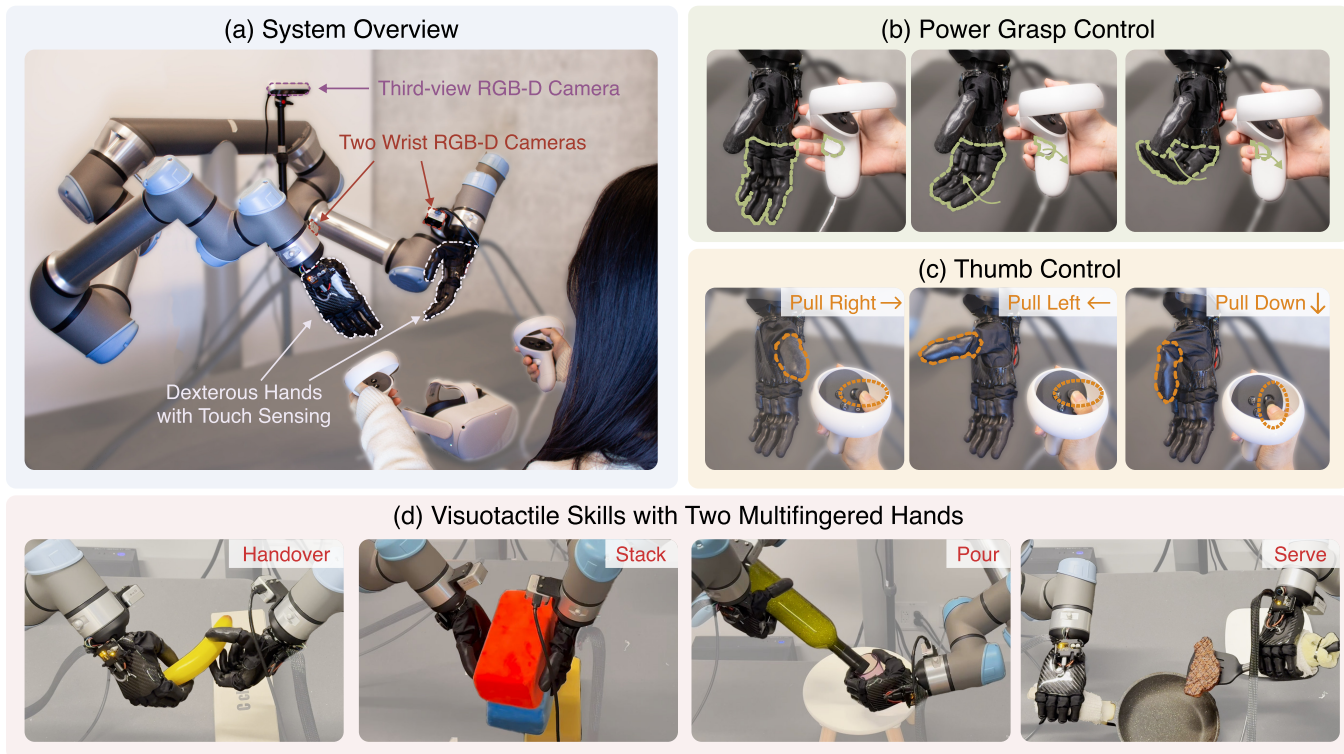 (a) System Overview
Third-view RGB-D Camera
Two Wrist RGB-D Cameras
Dexterous Hands
with Touch Sensing
(b) Power Grasp Control
(c) Thumb Control
Pull Right →
Pull Left ←
Pull Down ↓
(d) Visuotactile Skills with Two Multifingered Hands
Handover
Stack
Pour
Serve